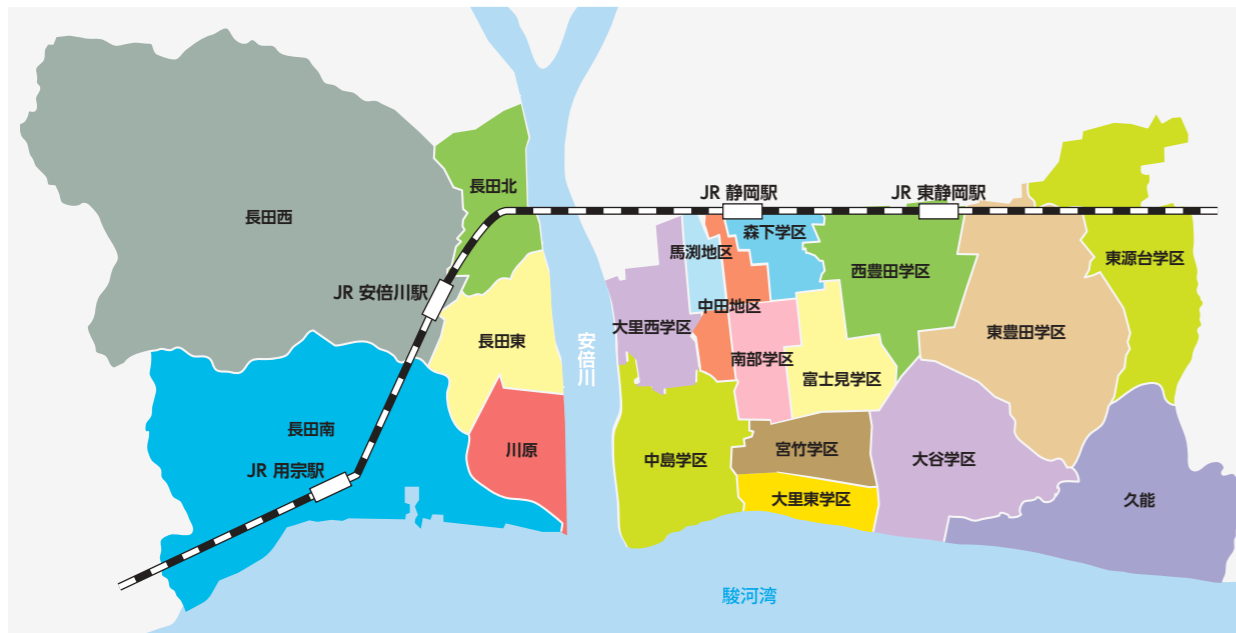 長田北
JR 静岡駅
JR 東静岡駅
長田西
森下学区
馬渕地区
東源台学区
西豊田学区
JR 安倍川駅
中田地区
大里西学区
東豊田学区
長田東
安倍川
南部学区
富士見学区
長田南
川原
宮竹学区
中島学区
大谷学区
JR 用宗駅
大里東学区
久能
駿河湾